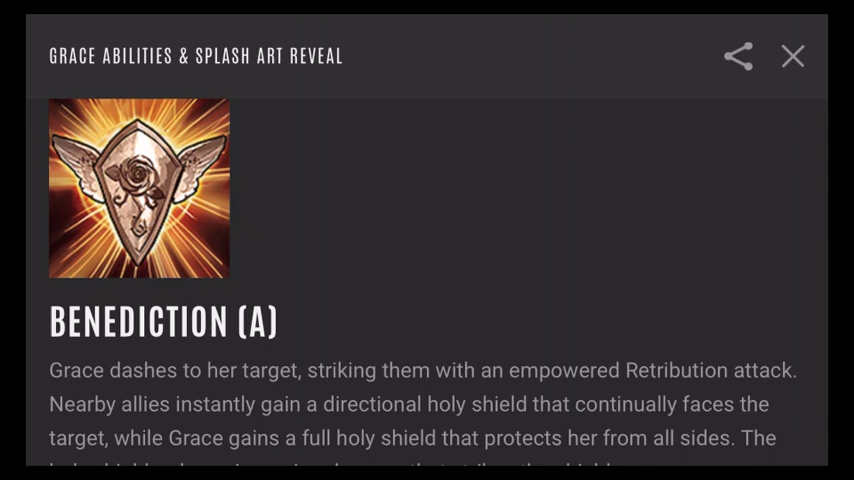 GRACE ABILITIES & SPLASH ART REVEAL
BENEDICTION (A)
Grace dashes to her target, striking them with an empowered Retribution attack.
Nearby allies instantly gain a directional holy shield that continually faces the
target, while Grace gains a full holy shield that protects her from all sides. The